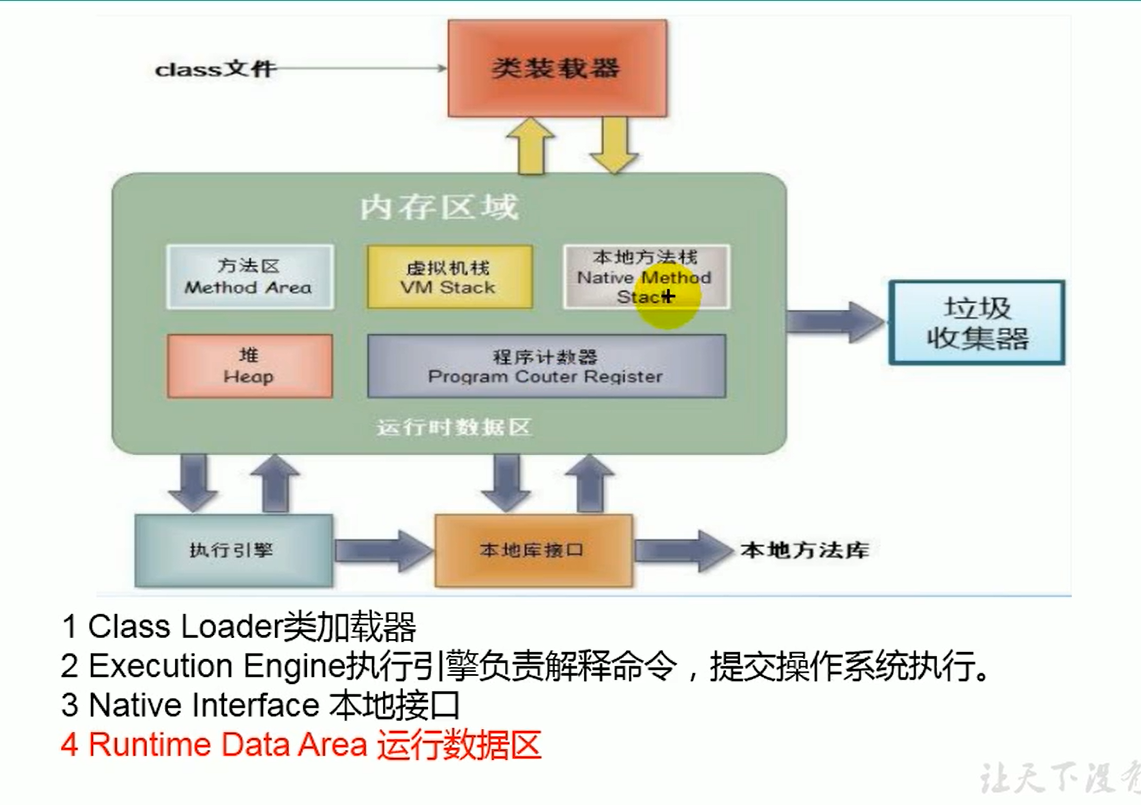 class文件
类装载器
内存区域
方法区
Method Area
虚拟机栈
VM Stack
本地方法栈
Native Method
Stack
堆
Heap
程序计数器
Program Couter Register
运行时数据区
垃圾
收集器
执行引擎
本地库接口
本地方法库
1 Class Loader类加载器
2 Execution Engine执行引擎负责解释命令，提交操作系统执行。
3 Native Interface 本地接口
4 Runtime Data Area 运行数据区
让天下没有